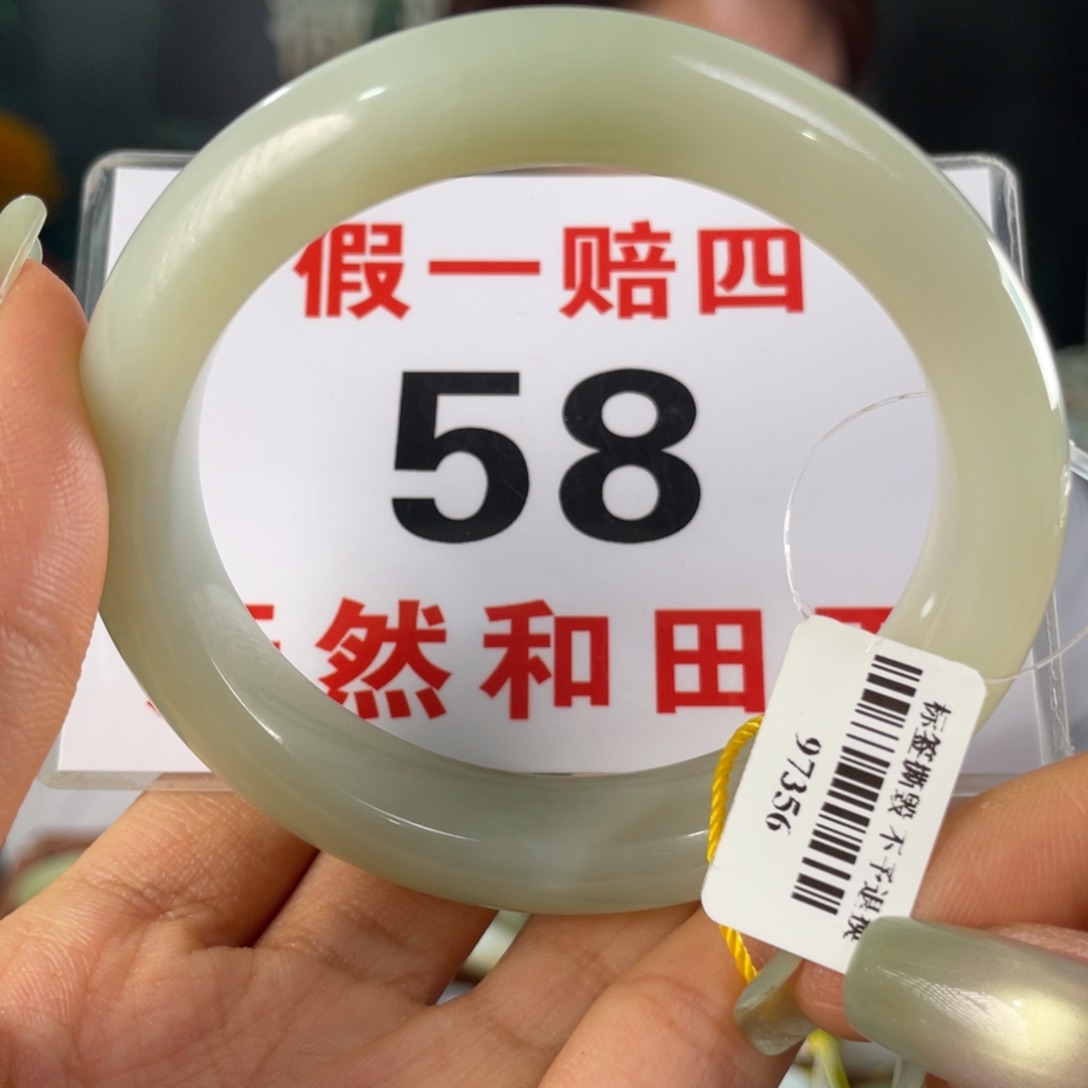 假一赔四
58
然和田
标签撕毁 不予退换
97356